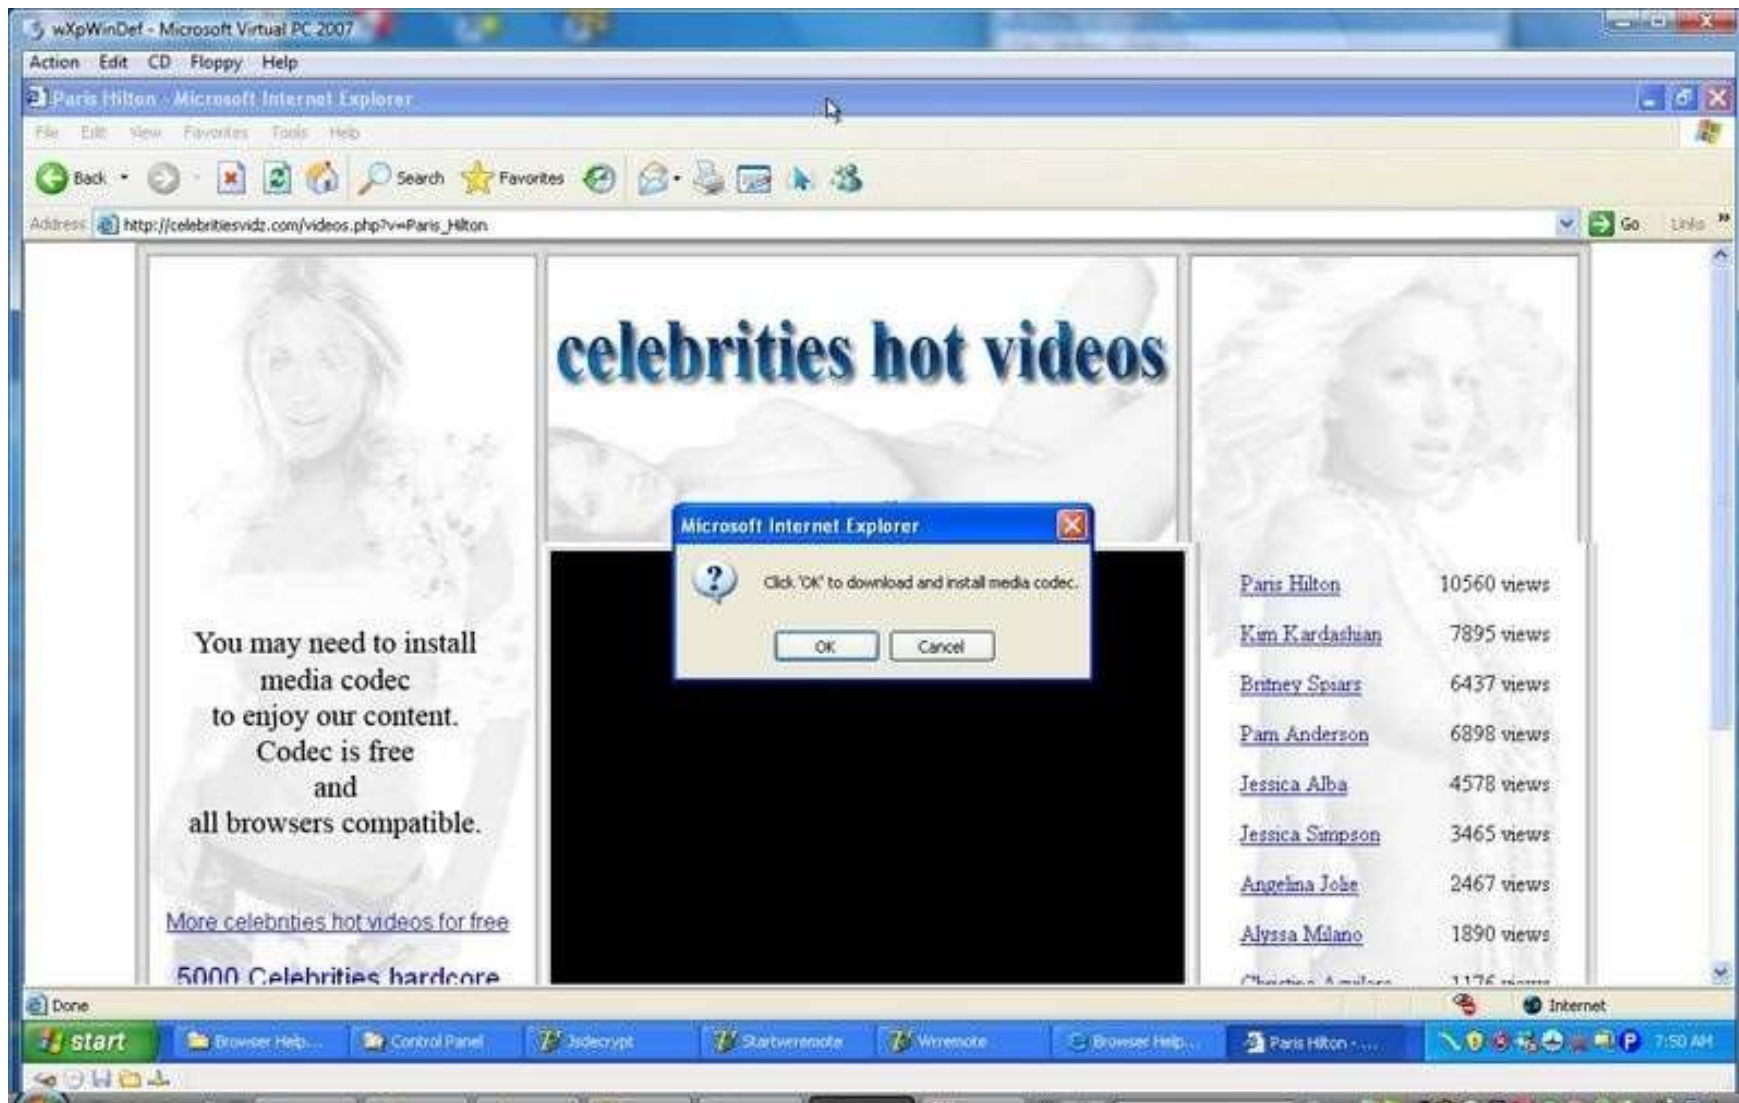 wXpWinDef - Microsoft Virtual PC 2007
Action Edit CD Floppy Help
Paris Hilton - Microsoft Internet Explorer
File Edit View Favorites Tools Help
Back Search Favorites
Address http://celebritiesvidz.com/videos.php?v=Paris_Hilton Go Links
celebrities hot videos
Microsoft Internet Explorer
Click 'OK' to download and install media codec.
OK Cancel
You may need to install
media codec
to enjoy our content.
Codec is free
and
all browsers compatible.
More celebrities hot videos for free
5000 Celebrities hardcore
Paris Hilton 10560 views
Kim Kardashian 7895 views
Britney Spiars 6437 views
Pam Anderson 6898 views
Jessica Alba 4578 views
Jessica Simpson 3465 views
Angelina Jolie 2467 views
Alyssa Milano 1890 views
1176 views
Done Internet
start Browser Help... Control Panel Jsdecrypt Startwrremote Wrremote Browser Help... Paris Hilton - ... 7:50 AM